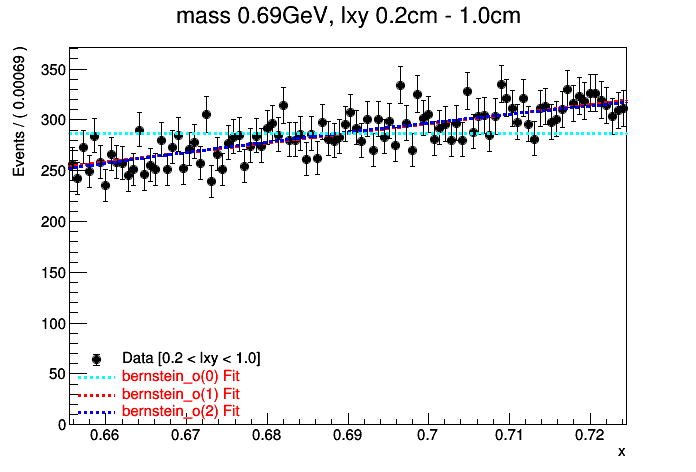 mass 0.69GeV, lxy 0.2cm - 1.0cm
Events / ( 0.00069 )
350
300
250
200
150
100
50
0
Data [0.2 < lxy < 1.0]
bernstein_o(0) Fit
bernstein_o(1) Fit
bernstein_o(2) Fit
0.66 0.67 0.68 0.69 0.7 0.71 0.72
x